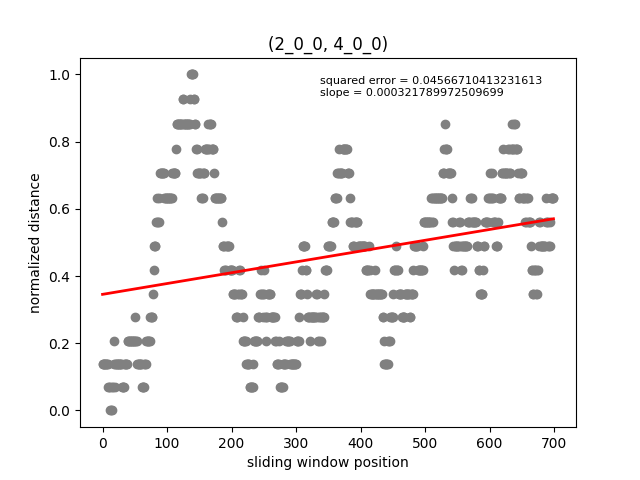 (2_0_0, 4_0_0)
squared error = 0.04566710413231613
slope = 0.000321789972509699
normalized distance
1.0
0.8
0.6
0.4
0.2
0.0
0 100 200 300 400 500 600 700
sliding window position